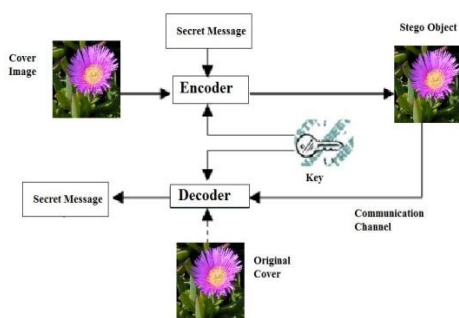 Secret Message
Stego Object
Cover
Image
Encoder
Key
Secret Message
Decoder
Communication
Channel
Original
Cover